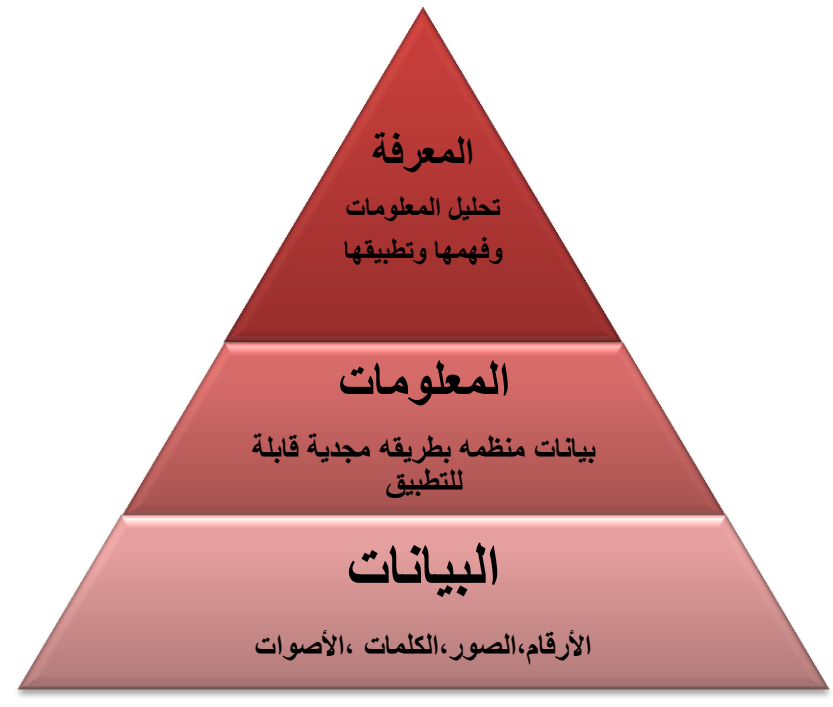 المعرفة
تحليل المعلومات
وفهمها وتطبيقها
المعلومات
بيانات منظمه بطريقه مجدية قابلة
للتطبيق
البيانات
الأرقام،الصور،الكلمات ،الأصوات